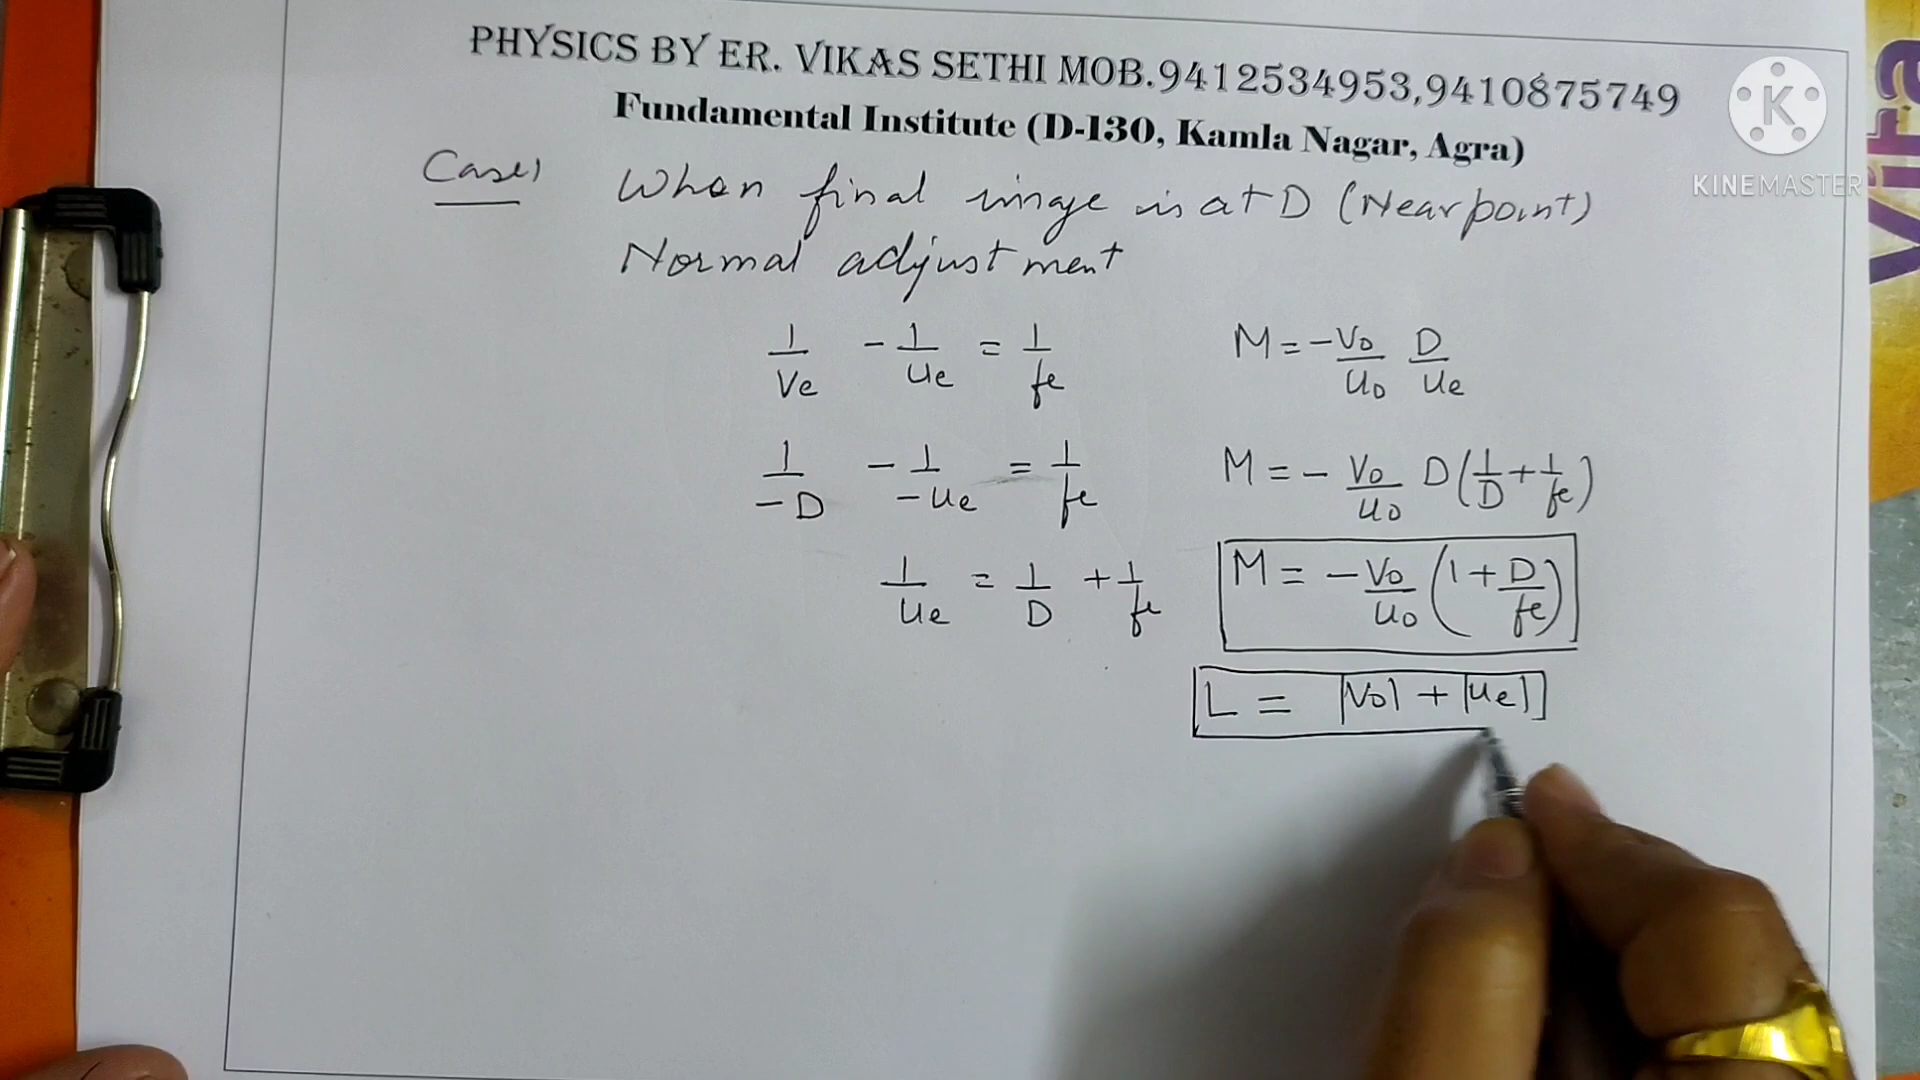 PHYSICS BY ER. VIKAS SETHI MOB.9412534953,9410875749
Fundamental Institute (D-130, Kamla Nagar, Agra)
K
KINEMASTER
Case1 When final image is at D (Near point)
Normal adjustment
1/Ve - 1/ue = 1/fe
M = -Vo/uo D/ue
1/-D - 1/-ue = 1/fe
M = - Vo/uo D(1/D + 1/fe)
1/ue = 1/D + 1/fe
M = -Vo/uo (1 + D/fe)
L = |Vo| + |ue|